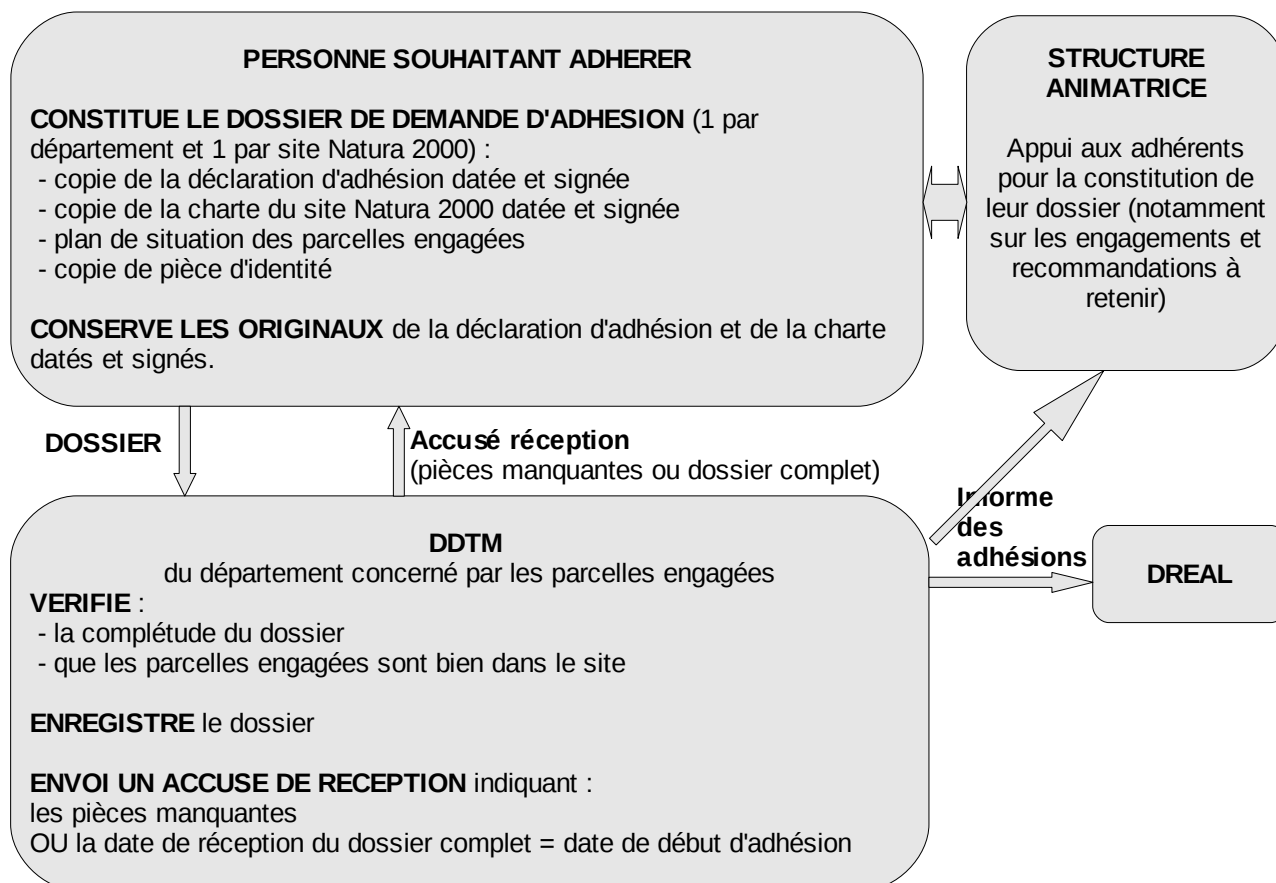 PERSONNE SOUHAITANT ADHERER
CONSTITUE LE DOSSIER DE DEMANDE D'ADHESION (1 par
département et 1 par site Natura 2000) :
- copie de la déclaration d'adhésion datée et signée
- copie de la charte du site Natura 2000 datée et signée
- plan de situation des parcelles engagées
- copie de pièce d'identité
CONSERVE LES ORIGINAUX de la déclaration d'adhésion et de la charte
datés et signés.
STRUCTURE
ANIMATRICE
Appui aux adhérents
pour la constitution de
leur dossier (notamment
sur les engagements et
recommandations à
retenir)
DOSSIER
Accusé réception
(pièces manquantes ou dossier complet)
Informe
des
adhésions
DREAL
DDTM
du département concerné par les parcelles engagées
VERIFIE :
- la complétude du dossier
- que les parcelles engagées sont bien dans le site
ENREGISTRE le dossier
ENVOI UN ACCUSE DE RECEPTION indiquant :
les pièces manquantes
OU la date de réception du dossier complet = date de début d'adhésion